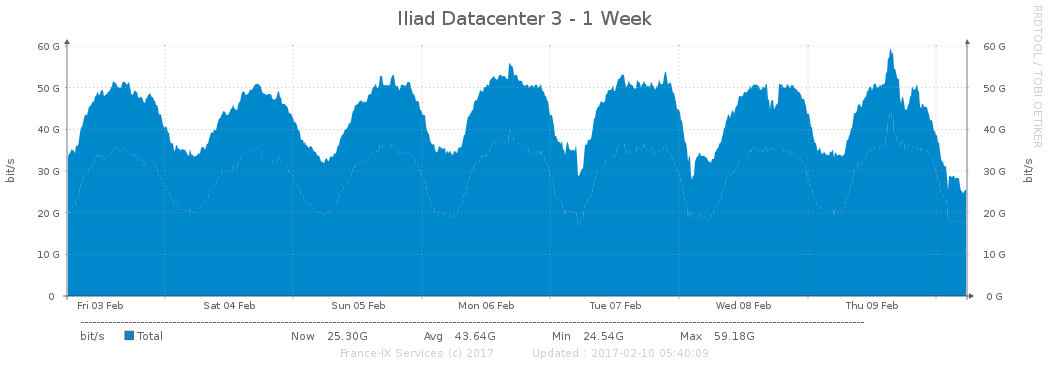 Iliad Datacenter 3 - 1 Week
RRDTOOL / TOBI OETIKER
60 G 60 G
50 G 50 G
40 G 40 G
30 G 30 G
20 G 20 G
10 G 10 G
0 0 G
bit/s bit/s
Fri 03 Feb Sat 04 Feb Sun 05 Feb Mon 06 Feb Tue 07 Feb Wed 08 Feb Thu 09 Feb
bit/s Total Now 25.30G Avg 43.64G Min 24.54G Max 59.18G
France-IX Services (c) 2017 Updated : 2017-02-10 05:40:09